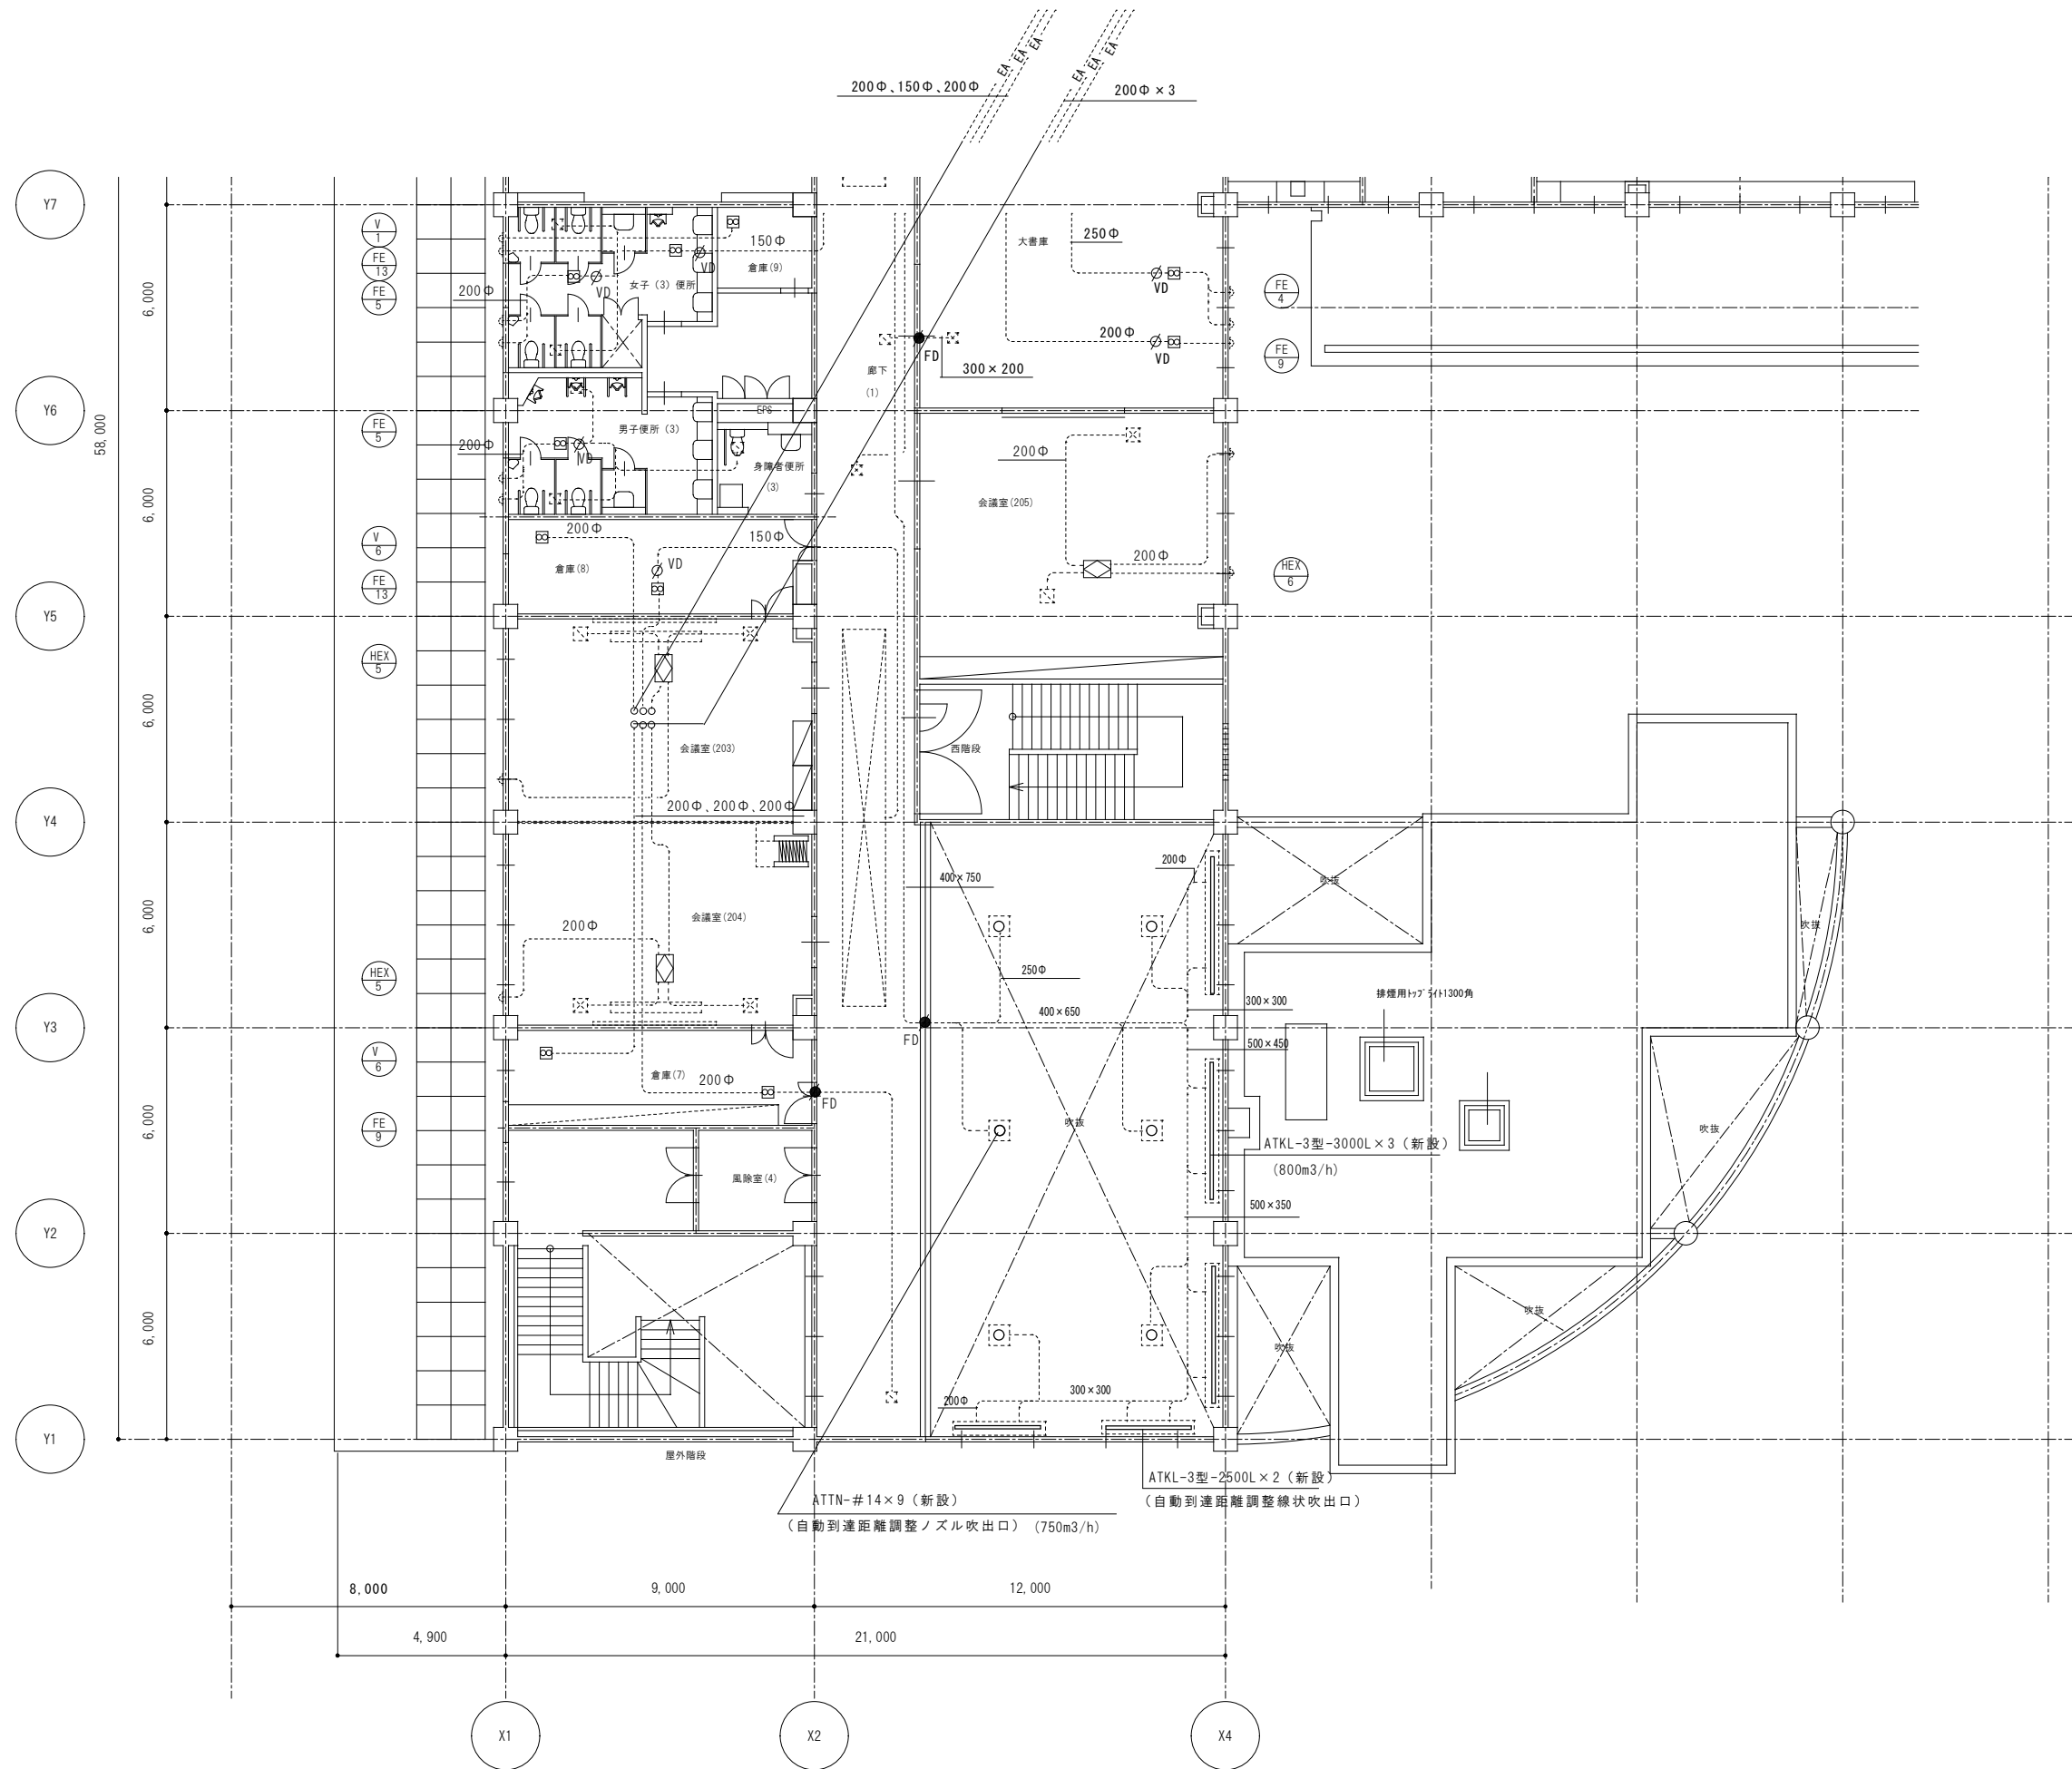 EA EA EA
EA EA EA
200Φ、150Φ、200Φ
200Φ×3
Y7
V
1
FE
13
FE
5
200Φ
150Φ
VD
倉庫(9)
女子（3）便所
VD
大書庫
250Φ
VD
FE
4
6,000
200Φ
VD
FE
9
FD
300×200
廊下
(1)
Y6
58,000
FE
5
EPS
男子便所（3）
200Φ
VD
身障者便所
(3)
200Φ
会議室(205)
6,000
V
6
200Φ
150Φ
VD
倉庫(8)
FE
13
200Φ
HEX
6
Y5
HEX
5
6,000
会議室(203)
西階段
200Φ、200Φ、200Φ
Y4
200Φ
400×750
吹抜
会議室(204)
200Φ
6,000
吹抜
250Φ
HEX
5
排煙用トップライト1300角
300×300
400×650
Y3
FD
500×450
V
6
倉庫(7)
200Φ
FD
FE
9
6,000
吹抜
吹抜
ATKL-3型-3000L×3（新設）
(800m3/h)
風除室(4)
500×350
Y2
6,000
吹抜
吹抜
300×300
200Φ
Y1
屋外階段
ATKL-3型-2500L×2（新設）
（自動到達距離調整線状吹出口）
ATTN-＃14×9（新設）
（自動到達距離調整ノズル吹出口）(750m3/h)
8,000
9,000
12,000
4,900
21,000
X1
X2
X4